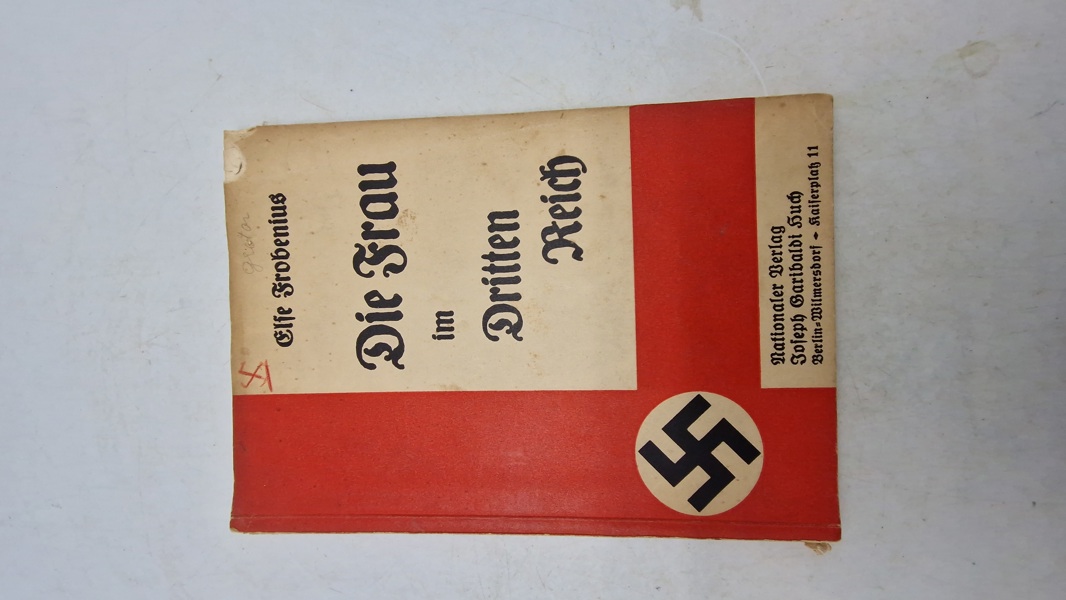 Else Frobenius
Die Frau
im
Dritten
Reich
Nationaler Verlag
Joseph Garibaldi Huch
Berlin=Wilmersdorf - Kaiserplatz 11